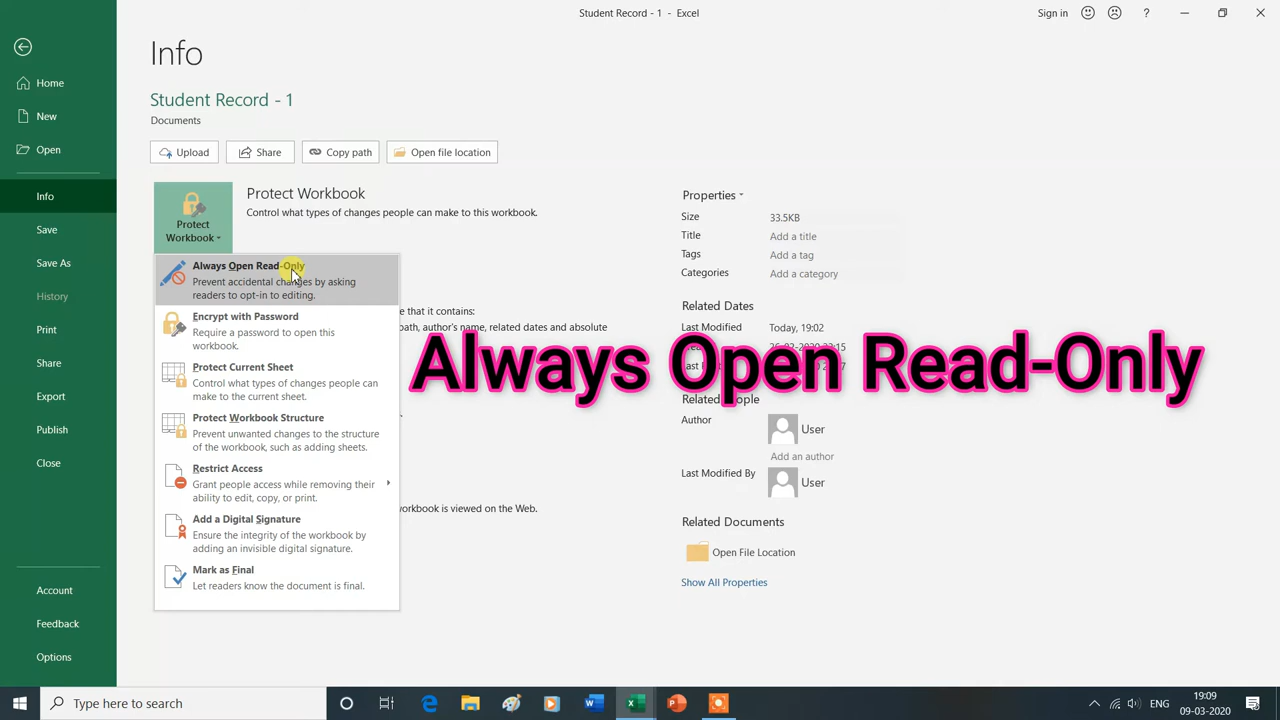 Student Record - 1 - Excel
Sign in
?
Info
Home
New
Open
Info
Save
Save As
History
Print
Share
Export
Publish
Close
Account
Feedback
Options
Student Record - 1
Documents
Upload
Share
Copy path
Open file location
Protect
Workbook
Protect Workbook
Control what types of changes people can make to this workbook.
Always Open Read-Only
Prevent accidental changes by asking
readers to opt-in to editing.
Encrypt with Password
Require a password to open this
workbook.
Protect Current Sheet
Control what types of changes people can
make to the current sheet.
Protect Workbook Structure
Prevent unwanted changes to the structure
of the workbook, such as adding sheets.
Restrict Access
Grant people access while removing their
ability to edit, copy, or print.
Add a Digital Signature
Ensure the integrity of the workbook by
adding an invisible digital signature.
Mark as Final
Let readers know the document is final.
e that it contains:
path, author's name, related dates and absolute
workbook is viewed on the Web.
Always Open Read-Only
Properties
Size 33.5KB
Title Add a title
Tags Add a tag
Categories Add a category
Related Dates
Last Modified Today, 19:02
Related People
Author User
Add an author
Last Modified By User
Related Documents
Open File Location
Show All Properties
Type here to search
ENG
19:09
09-03-2020